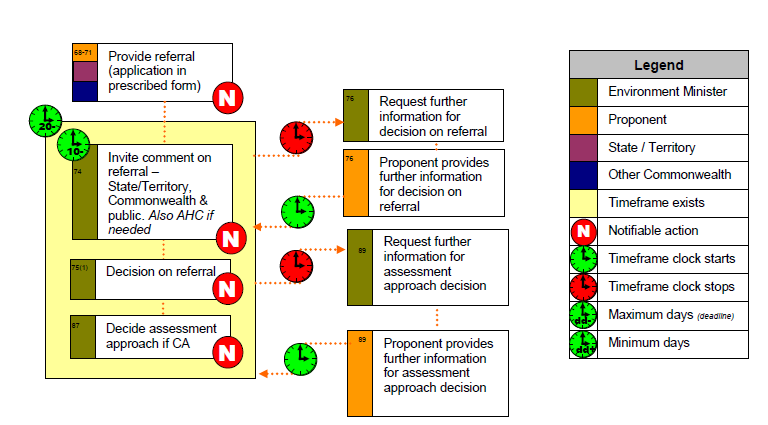 68-71
Provide referral
(application in
prescribed form)
N
20-
10-
74
Invite comment on
referral –
State/Territory,
Commonwealth &
public. Also AHC if
needed
N
75(1)
Decision on referral
N
87
Decide assessment
approach if CA
N
76
Request further
information for
decision on referral
76
Proponent provides
further information
for decision on
referral
89
Request further
information for
assessment
approach decision
89
Proponent provides
further information
for assessment
approach decision
Legend
Environment Minister
Proponent
State / Territory
Other Commonwealth
Timeframe exists
N
Notifiable action
Timeframe clock starts
Timeframe clock stops
dd-
Maximum days (deadline)
dd+
Minimum days